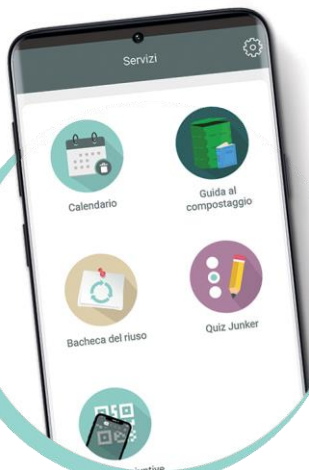 Servizi
Calendario
Guida al
compostaggio
Bacheca del riuso
Quiz Junker